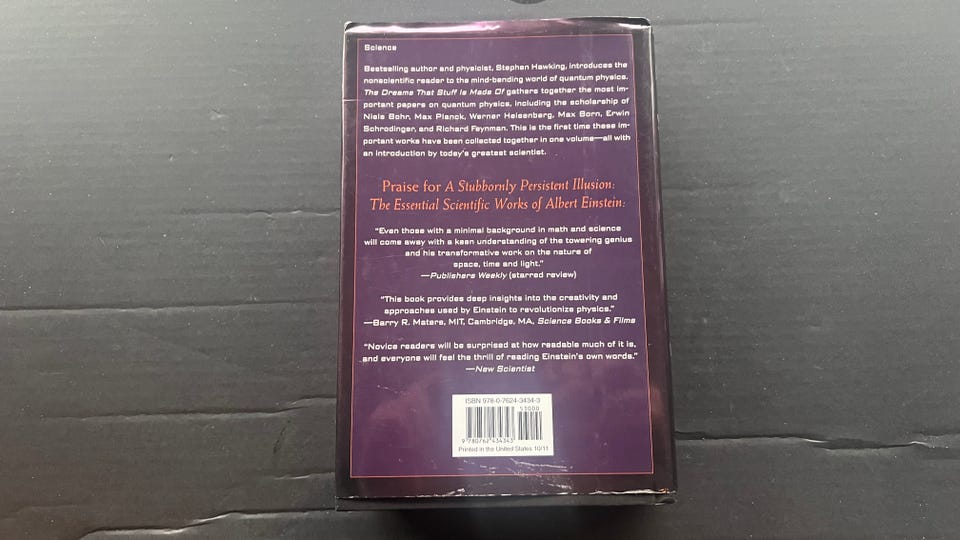 Science
Bestselling author and physicist, Stephen Hawking, introduces the
nonscientific reader to the mind-bending world of quantum physics.
The Dreams That Stuff Is Made Of gathers together the most im-
portant papers on quantum physics, including the scholarship of
Niels Bohr, Max Planck, Werner Heisenberg, Max Born, Erwin
Schrodinger, and Richard Feynman. This is the first time these im-
portant works have been collected together in one volume—all with
an introduction by today's greatest scientist.
Praise for A Stubbornly Persistent Illusion:
The Essential Scientific Works of Albert Einstein:
"Even those with a minimal background in math and science
will come away with a keen understanding of the towering genius
and his transformative work on the nature of
space, time and light."
—Publishers Weekly (starred review)
"This book provides deep insights into the creativity and
approaches used by Einstein to revolutionize physics."
—Barry R. Maters, MIT, Cambridge, MA, Science Books & Films
"Novice readers will be surprised at how readable much of it is,
and everyone will feel the thrill of reading Einstein's own words."
—New Scientist
ISBN 978-0-7624-3434-3
53000
9 780762 434343
Printed in the United States 10/11